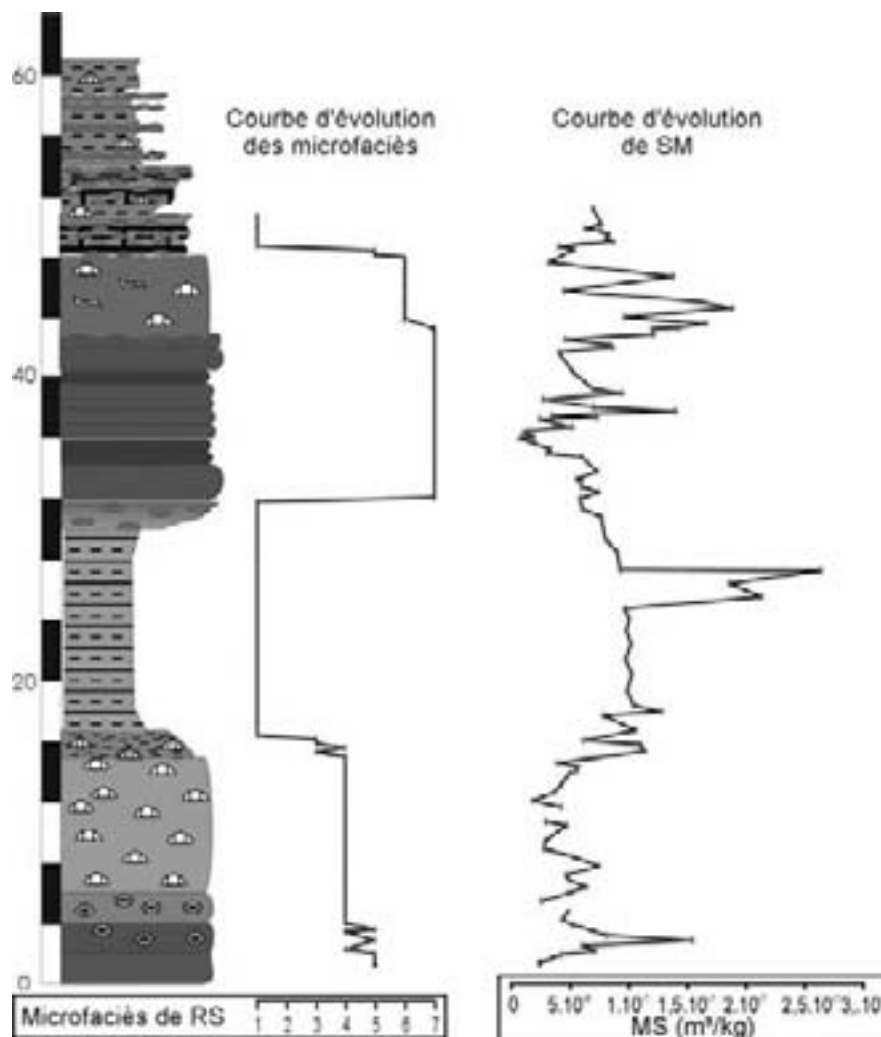 60
40
20
0
Courbe d'évolution
des microfaciès
Courbe d'évolution
de SM
Microfaciès de RS
1 2 3 4 5 6 7
0
MS (m³/kg)